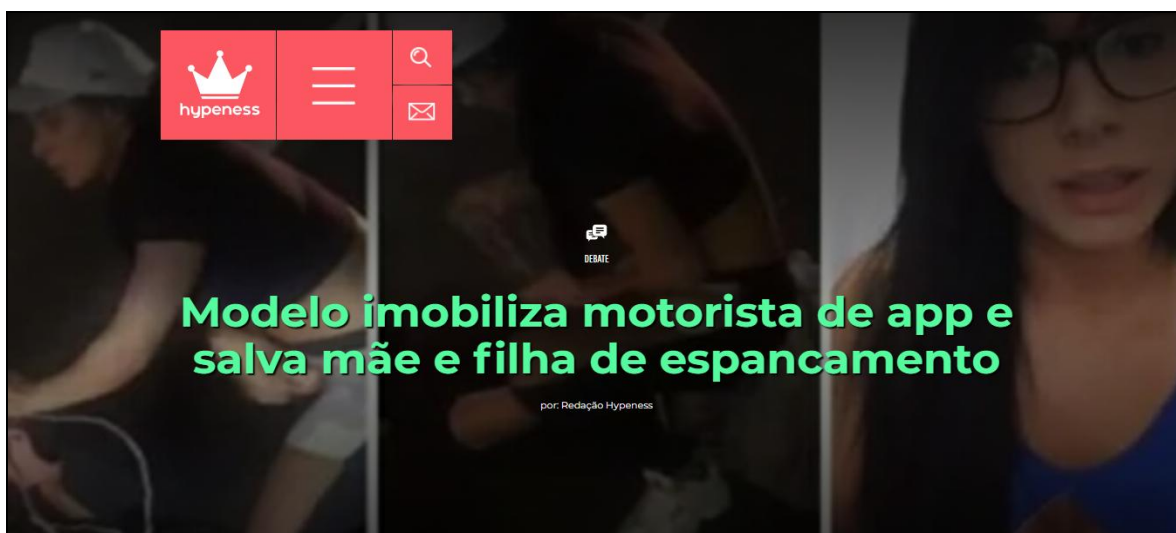 hypeness
DEBATE
Modelo imobiliza motorista de app e
salva mãe e filha de espancamento
por: Redação Hypeness